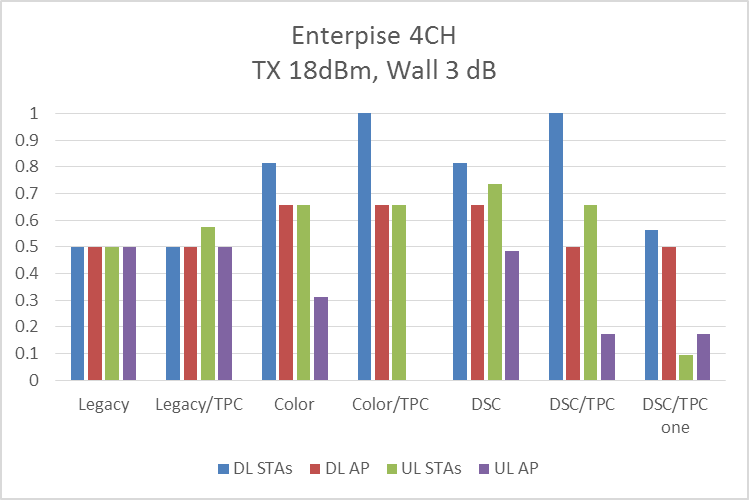 Enterpise 4CH
TX 18dBm, Wall 3 dB
1
0.9
0.8
0.7
0.6
0.5
0.4
0.3
0.2
0.1
0
Legacy
Legacy/TPC
Color
Color/TPC
DSC
DSC/TPC
DSC/TPC
one
DL STAs
DL AP
UL STAs
UL AP